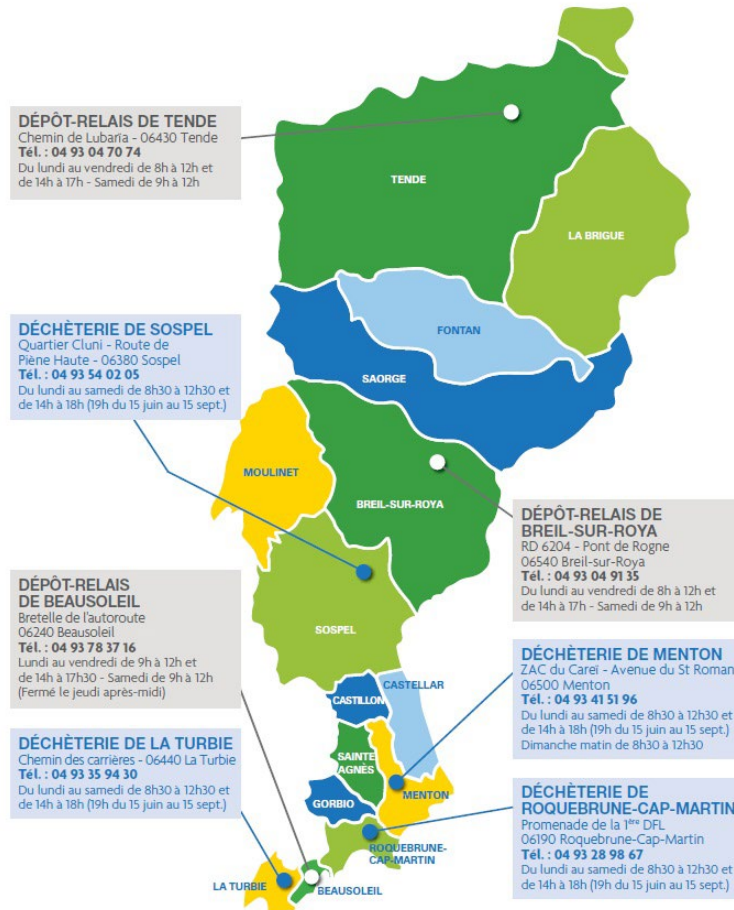 DÉPÔT-RELAIS DE TENDE
Chemin de Lubaria - 06430 Tende
Tél. : 04 93 04 70 74
Du lundi au vendredi de 8h à 12h et
de 14h à 17h - Samedi de 9h à 12h
TENDE
LA BRIGUE
DÉCHÈTERIE DE SOSPEL
Quartier Cluni - Route de
Piène Haute - 06380 Sospel
Tél. : 04 93 54 02 05
Du lundi au samedi de 8h30 à 12h30 et
de 14h à 18h (19h du 15 juin au 15 sept.)
FONTAN
SAORGE
MOULINET
BREIL-SUR-ROYA
DÉPÔT-RELAIS DE
BREIL-SUR-ROYA
RD 6204 - Pont de Rogne
06540 Breil-sur-Roya
Tél. : 04 93 04 91 35
Du lundi au vendredi de 8h à 12h et
de 14h à 17h - Samedi de 9h à 12h
DÉPÔT-RELAIS
DE BEAUSOLEIL
Bretelle de l'autoroute
06240 Beausoleil
Tél. : 04 93 78 37 16
Lundi au vendredi de 9h à 12h et
de 14h à 17h30 - Samedi de 9h à 12h
(Fermé le jeudi après-midi)
SOSPEL
DÉCHÈTERIE DE MENTON
ZAC du Careï - Avenue du St Roman
06500 Menton
Tél. : 04 93 41 51 96
Du lundi au samedi de 8h30 à 12h30 et
de 14h à 18h (19h du 15 juin au 15 sept.)
Dimanche matin de 8h30 à 12h30
CASTELLAR
CASTILLON
DÉCHÈTERIE DE LA TURBIE
Chemin des carrières - 06440 La Turbie
Tél. : 04 93 35 94 30
Du lundi au samedi de 8h30 à 12h30 et
de 14h à 18h (19h du 15 juin au 15 sept.)
SAINTE
AGNÈS
GORBIO
MENTON
DÉCHÈTERIE DE
ROQUEBRUNE-CAP-MARTIN
Promenade de la 1ère DFL
06190 Roquebrune-Cap-Martin
Tél. : 04 93 28 98 67
Du lundi au samedi de 8h30 à 12h30 et
de 14h à 18h (19h du 15 juin au 15 sept.)
ROQUEBRUNE-
CAP-MARTIN
LA TURBIE
BEAUSOLEIL